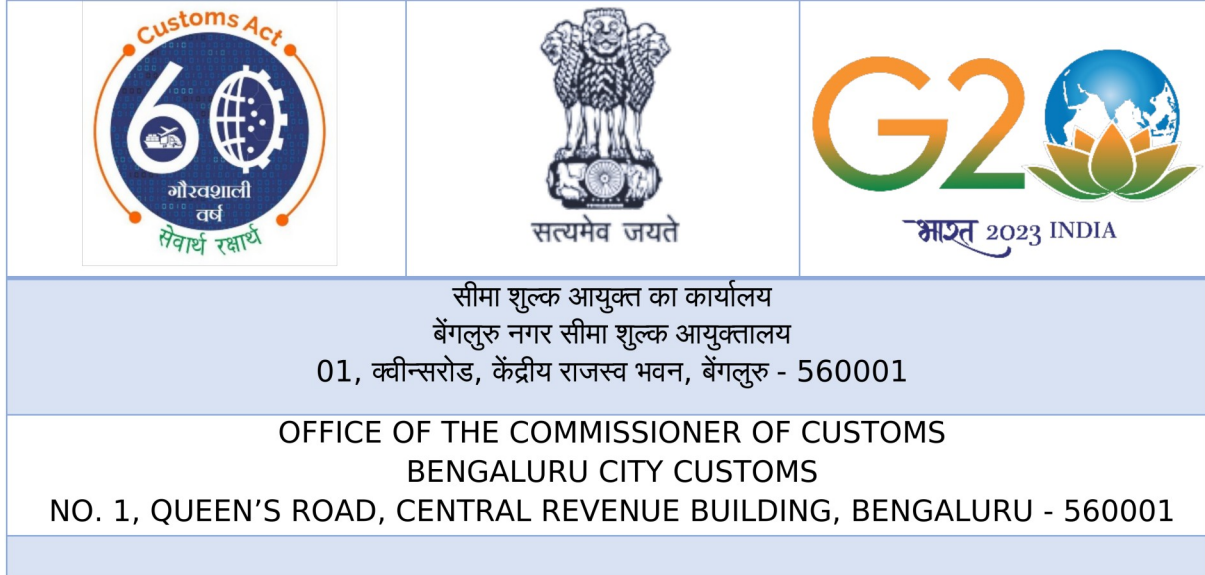 Customs Act
60
गौरवशाली
वर्ष
सेवार्थ रक्षार्थ
सत्यमेव जयते
G20
भारत 2023 INDIA
सीमा शुल्क आयुक्त का कार्यालय
बेंगलुरु नगर सीमा शुल्क आयुक्तालय
01, क्वीन्सरोड, केंद्रीय राजस्व भवन, बेंगलुरु - 560001
OFFICE OF THE COMMISSIONER OF CUSTOMS
BENGALURU CITY CUSTOMS
NO. 1, QUEEN’S ROAD, CENTRAL REVENUE BUILDING, BENGALURU - 560001